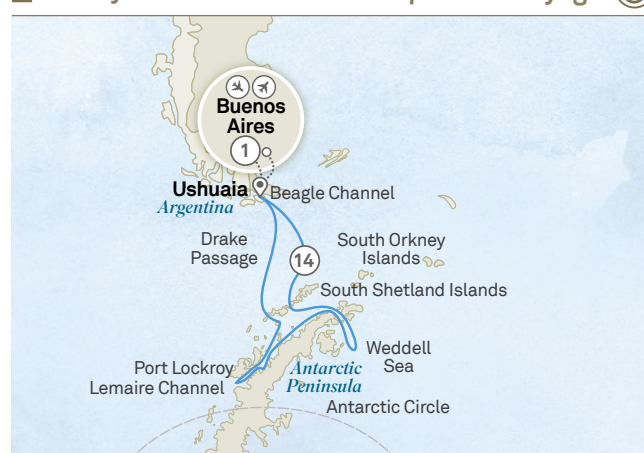 Buenos
Aires
1
Ushuaia
Argentina
Beagle Channel
Drake
Passage
South Orkney
Islands
14
South Shetland Islands
Weddell
Sea
Port Lockroy
Lemaire Channel
Antarctic
Peninsula
Antarctic Circle